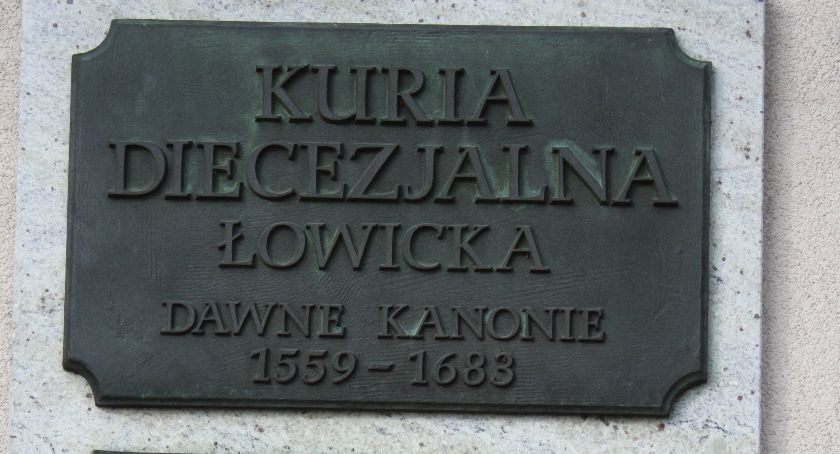 KURIA
DIECEZJALNA
ŁOWICKA
DAWNE KANONIE
1559 – 1683